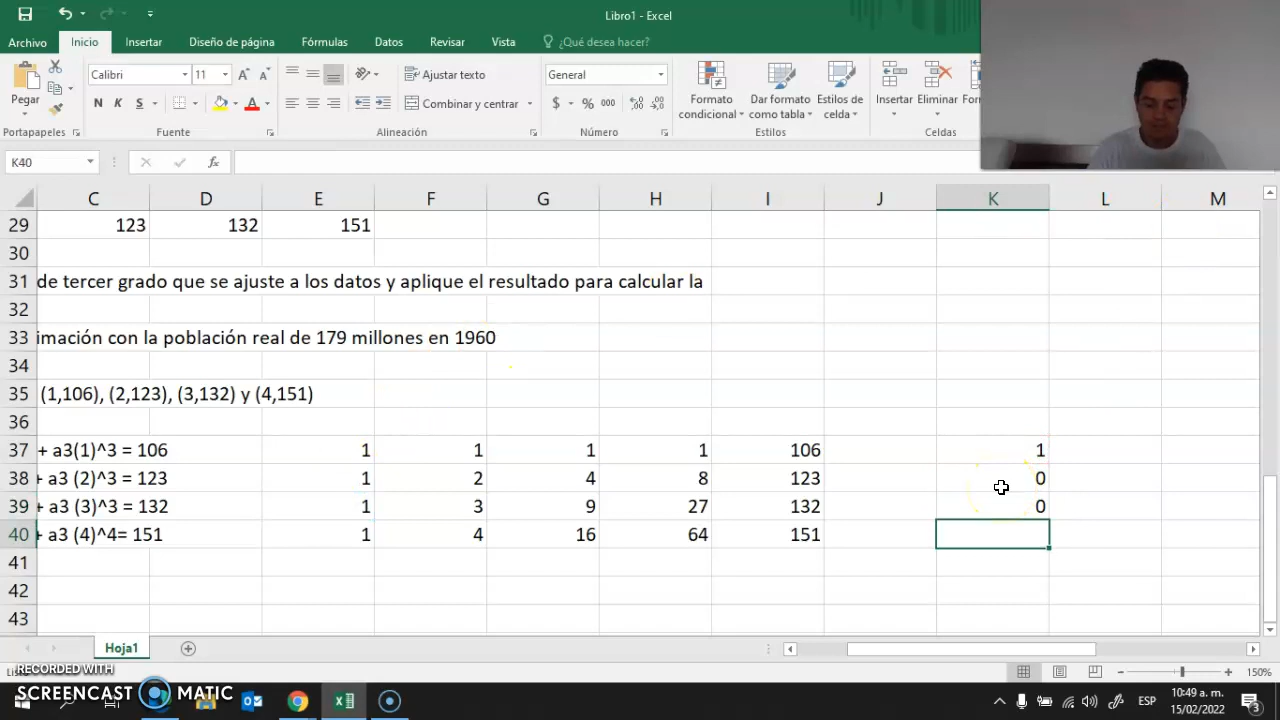 Libro1 - Excel
Archivo Inicio Insertar Diseño de página Fórmulas Datos Revisar Vista ¿Qué desea hacer?
Pegar
Calibri 11
N K S
Ajustar texto
Combinar y centrar
General
$ % 000
Formato condicional
Dar formato como tabla
Estilos de celda
Insertar Eliminar
Portapapeles Fuente Alineación Número Estilos Celdas
K40 fx
C D E F G H I J K L M
29 123 132 151
30
31 de tercer grado que se ajuste a los datos y aplique el resultado para calcular la
32
33 imación con la población real de 179 millones en 1960
34
35 (1,106), (2,123), (3,132) y (4,151)
36
37 + a3(1)^3 = 106 1 1 1 1 106 1
38 + a3 (2)^3 = 123 1 2 4 8 123 0
39 + a3 (3)^3 = 132 1 3 9 27 132 0
40 + a3 (4)^4= 151 1 4 16 64 151
41
42
43
Hoja1
150%
RECORDED WITH
SCREENCAST MATIC
ESP
10:49 a. m.
15/02/2022
3